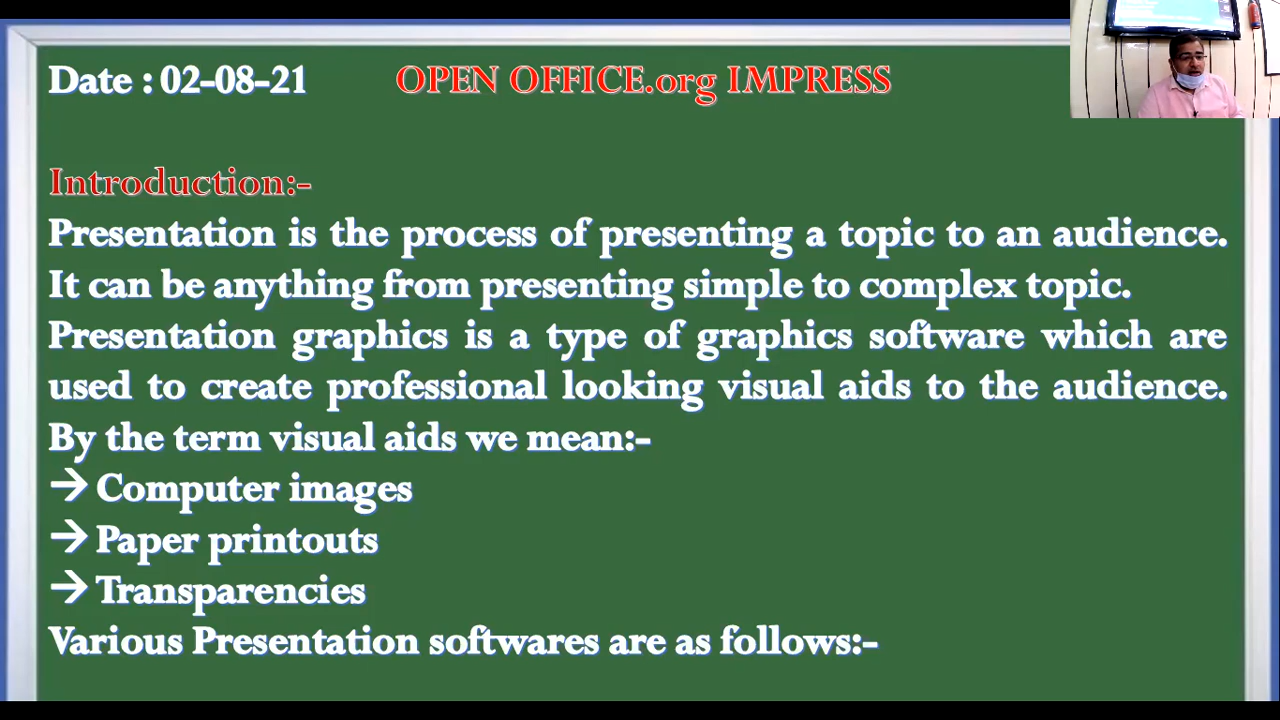 Date : 02-08-21 OPEN OFFICE.org IMPRESS
Introduction:-
Presentation is the process of presenting a topic to an audience.
It can be anything from presenting simple to complex topic.
Presentation graphics is a type of graphics software which are
used to create professional looking visual aids to the audience.
By the term visual aids we mean:-
→ Computer images
→ Paper printouts
→ Transparencies
Various Presentation softwares are as follows:-